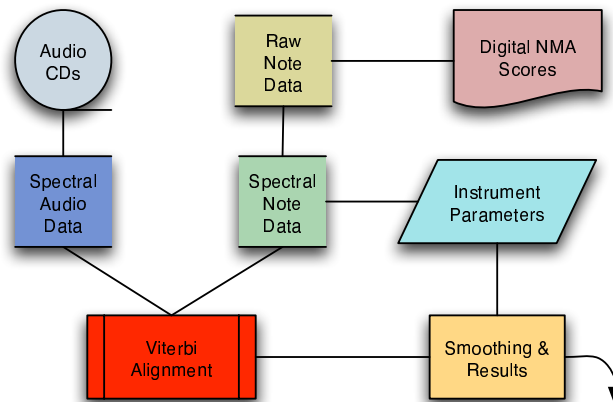 Audio
CDs
Raw
Note
Data
Digital NMA
Scores
Spectral
Audio
Data
Spectral
Note
Data
Instrument
Parameters
Viterbi
Alignment
Smoothing &
Results